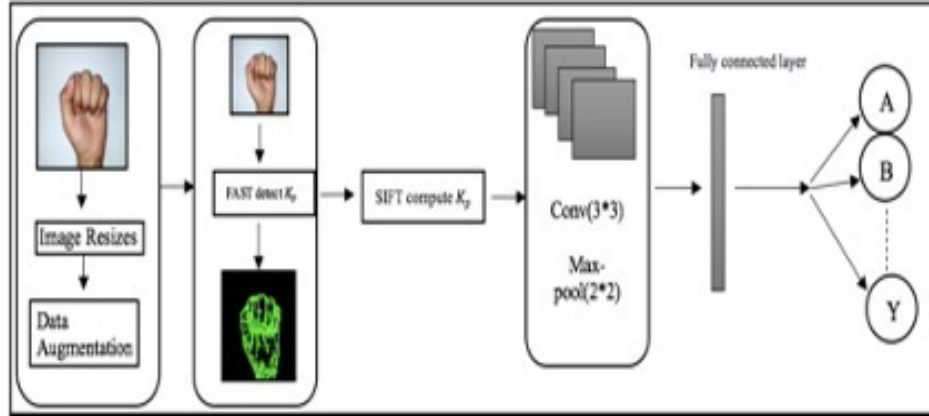 Image Resizes
Data
Augmentation
FAST detect Kp
SIFT compute Kp
Conv(3*3)
Max-
pool(2*2)
Fully connected layer
A
B
Y